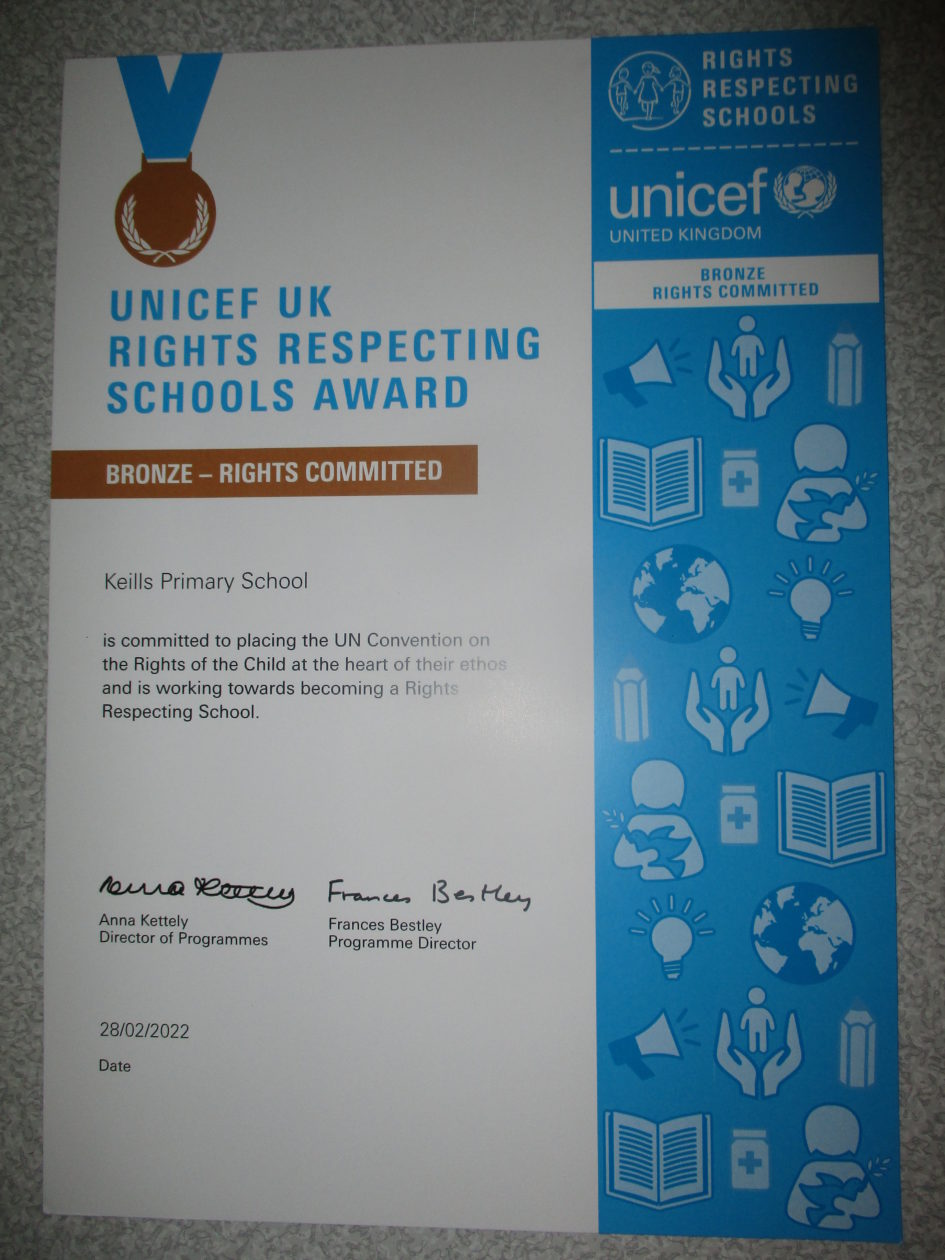 RIGHTS
RESPECTING
SCHOOLS
unicef
UNITED KINGDOM
BRONZE
RIGHTS COMMITTED
UNICEF UK
RIGHTS RESPECTING
SCHOOLS AWARD
BRONZE – RIGHTS COMMITTED
Keills Primary School
is committed to placing the UN Convention on
the Rights of the Child at the heart of their ethos
and is working towards becoming a Rights
Respecting School.
Anna Kettely
Frances Bestley
Anna Kettely
Director of Programmes
Frances Bestley
Programme Director
28/02/2022
Date